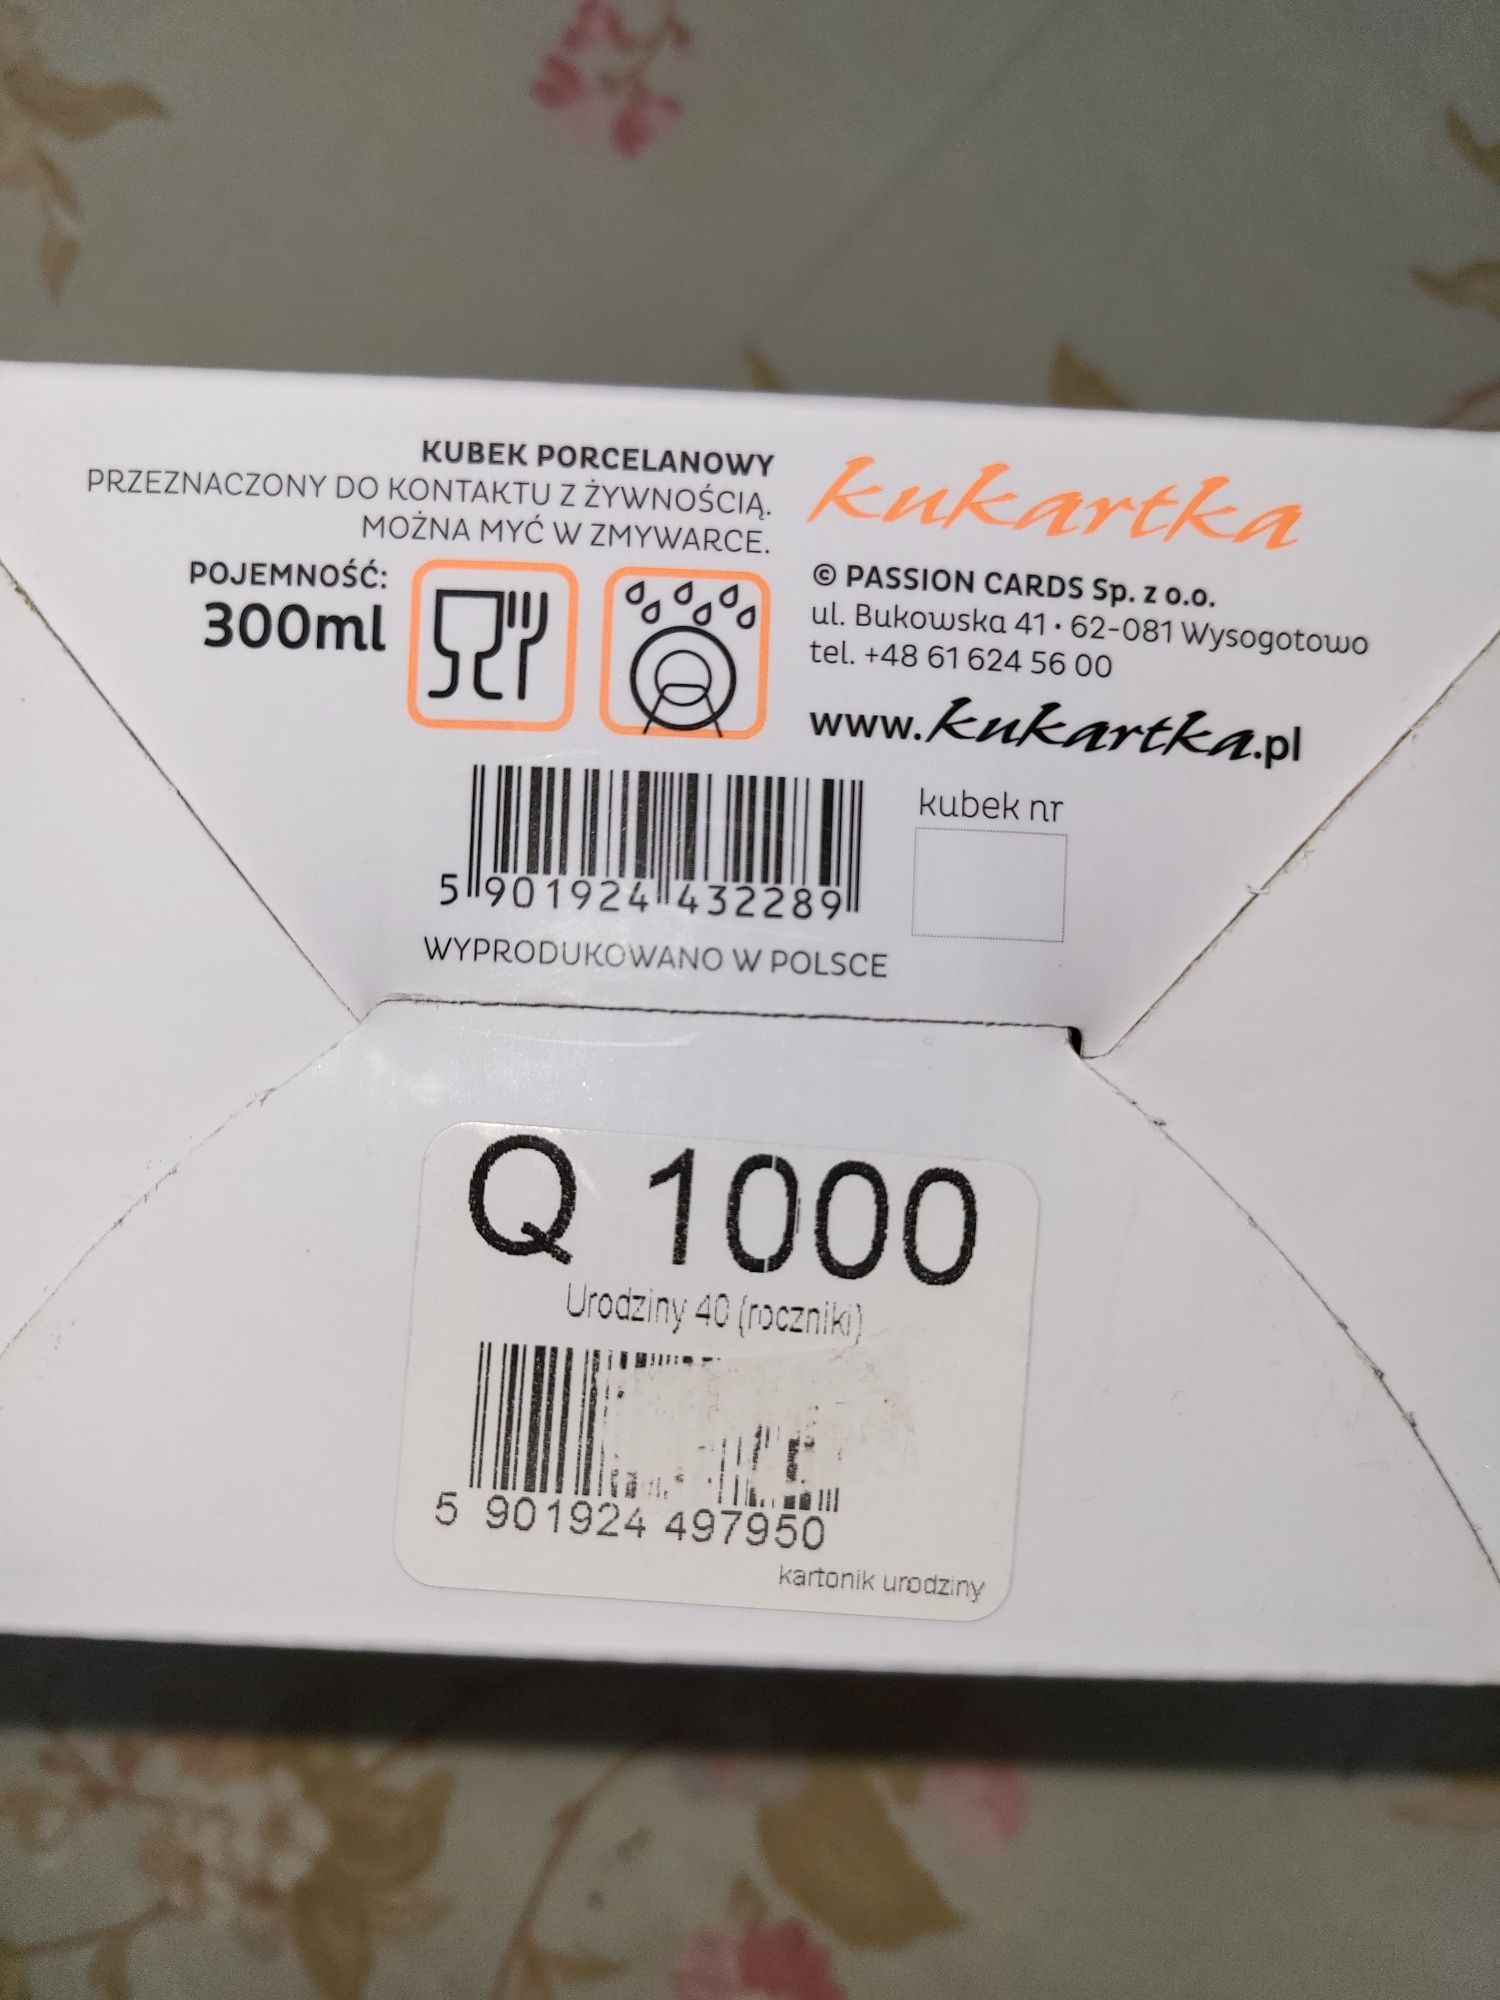 KUBEK PORCELANOWY
PRZEZNACZONY DO KONTAKTU Z ŻYWNOŚCIĄ.
MOŻNA MYĆ W ZMYWARCE.
POJEMNOŚĆ:
300ml
kukartka
© PASSION CARDS Sp. z o.o.
ul. Bukowska 41 • 62-081 Wysogotowo
tel. +48 61 624 56 00
www.kukartka.pl
kubek nr
5 901924 432289
WYPRODUKOWANO W POLSCE
Q 1000
Urodziny 40 (roczniki)
5 901924 497950
kartonik urodziny